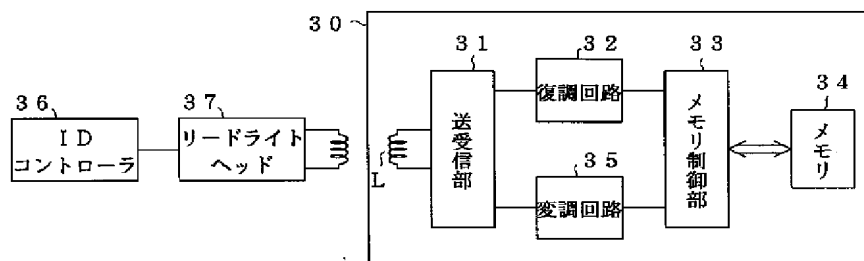 30
31
32
33
34
36
37
復調回路
ID
コントローラ
リードライト
ヘッド
L
送受信部
メモリ制御部
メモリ
35
変調回路